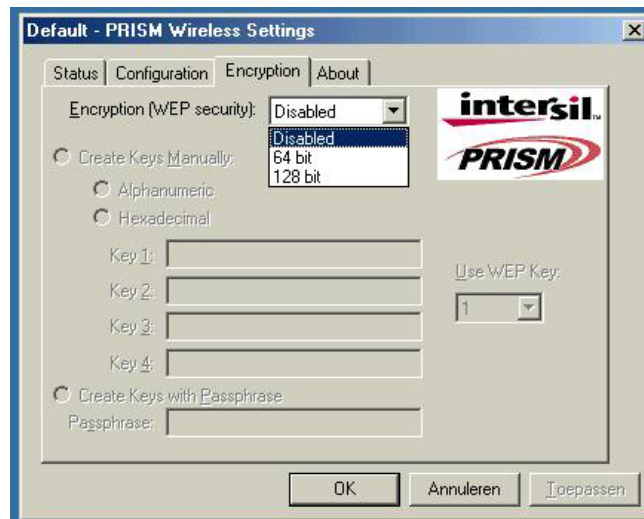 Default - PRISM Wireless Settings
Status Configuration Encryption About
Encryption (WEP security): Disabled
Disabled
64 bit
128 bit
intersil™
PRISM
Create Keys Manually:
Alphanumeric
Hexadecimal
Key 1:
Key 2:
Key 3:
Key 4:
Use WEP Key:
1
Create Keys with Passphrase
Passphrase:
OK Annuleren Toepassen